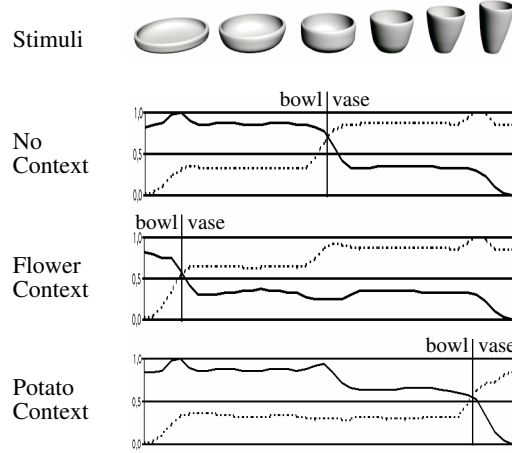 Stimuli
bowl vase
No
Context
1,0
0,5
0,0
bowl vase
Flower
Context
1,0
0,5
0,0
bowl vase
Potato
Context
1,0
0,5
0,0